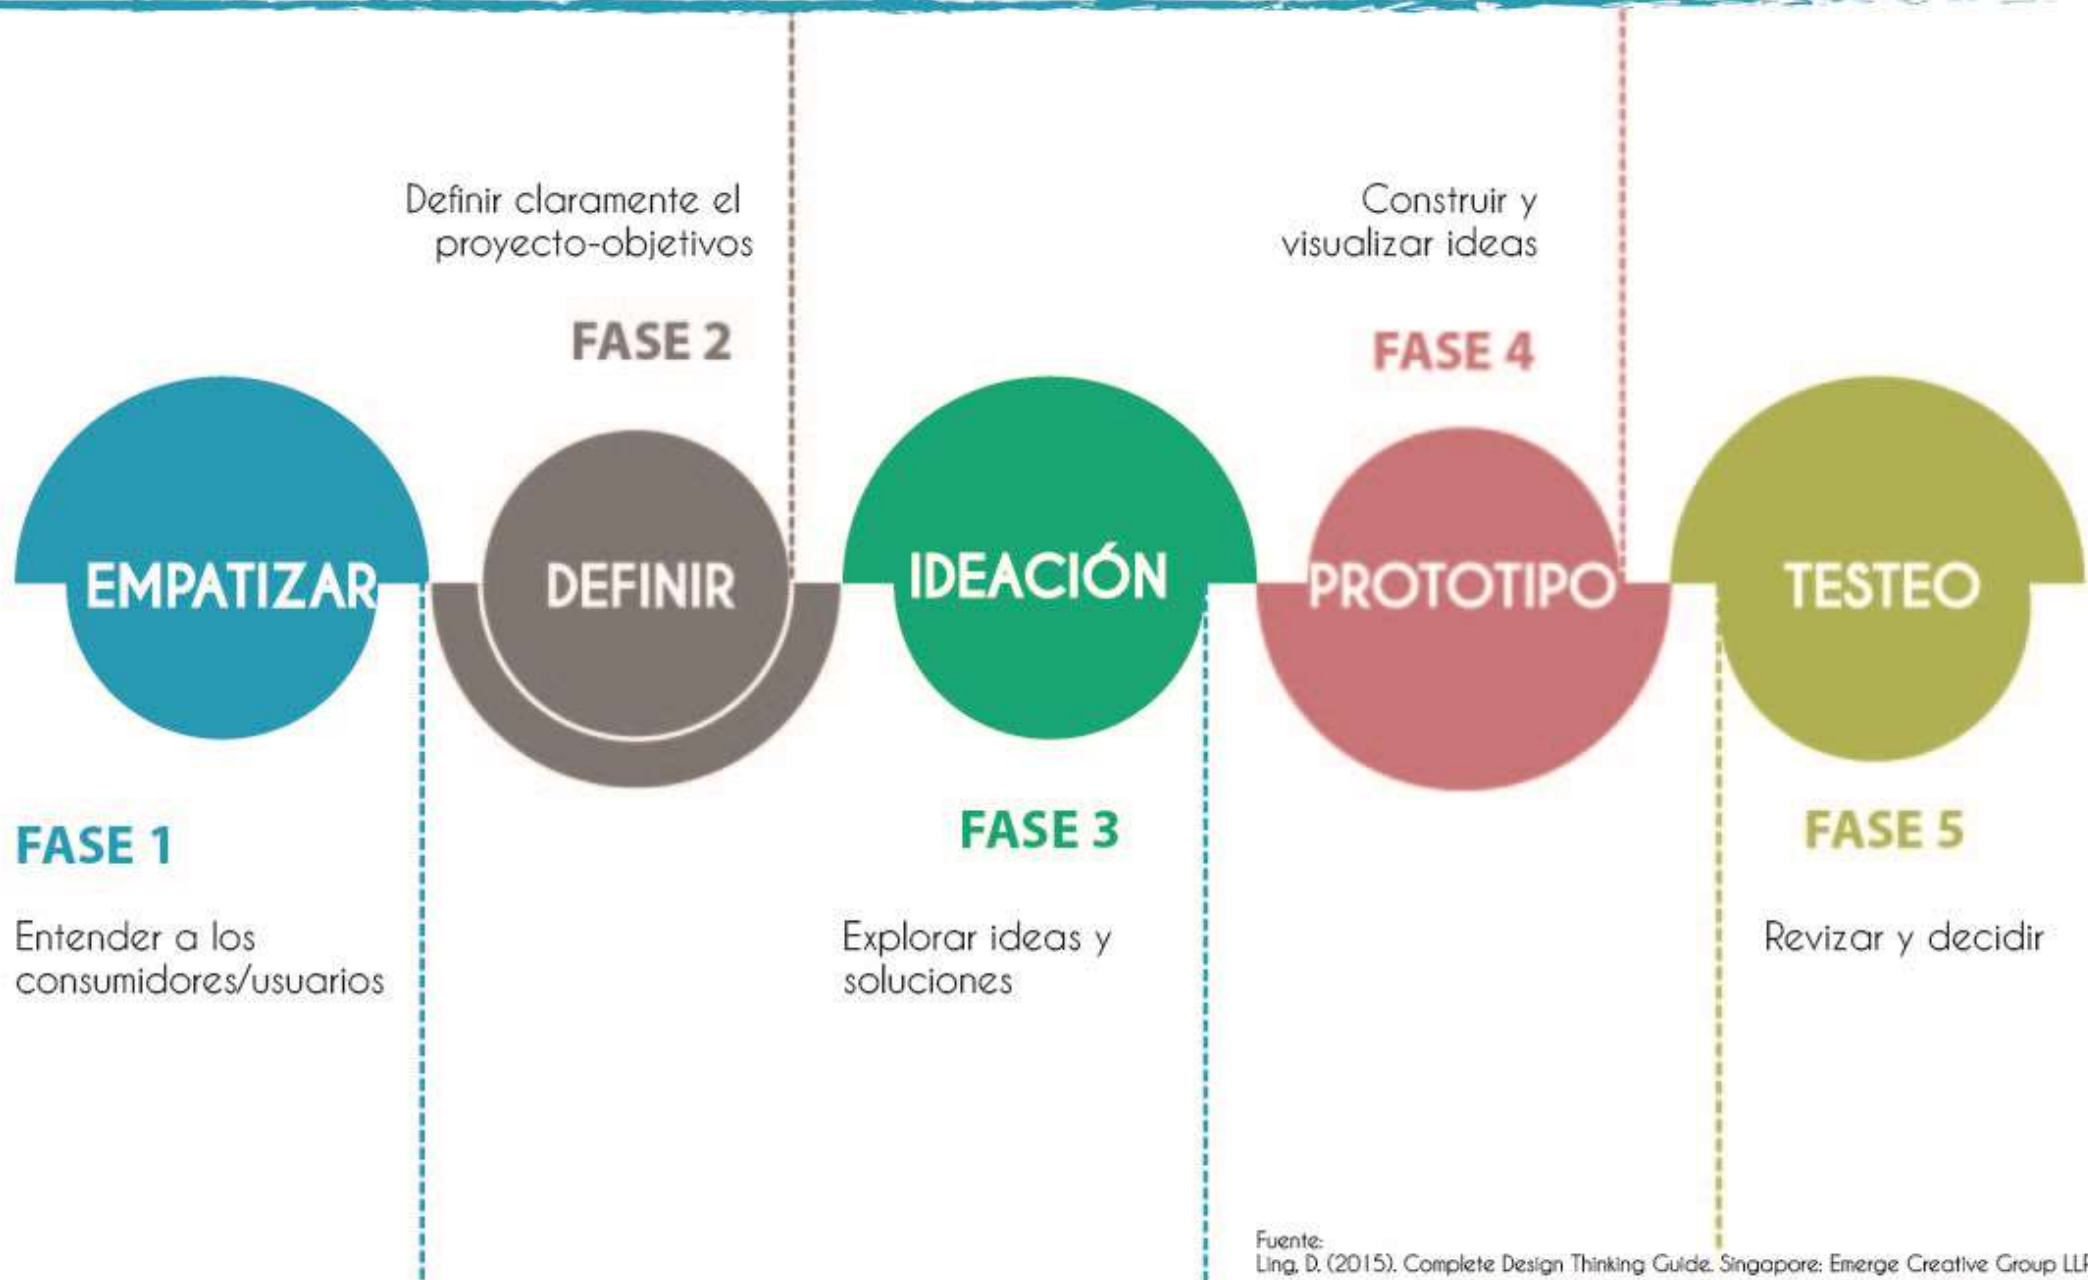 Definir claramente el
proyecto-objetivos
Construir y
visualizar ideas
FASE 2
FASE 4
EMPATIZAR
DEFINIR
IDEACIÓN
PROTOTIPO
TESTEO
FASE 1
FASE 3
FASE 5
Entender a los
consumidores/usuarios
Explorar ideas y
soluciones
Revizar y decidir
Fuente:
Ling, D. (2015). Complete Design Thinking Guide. Singapore: Emerge Creative Group LLP